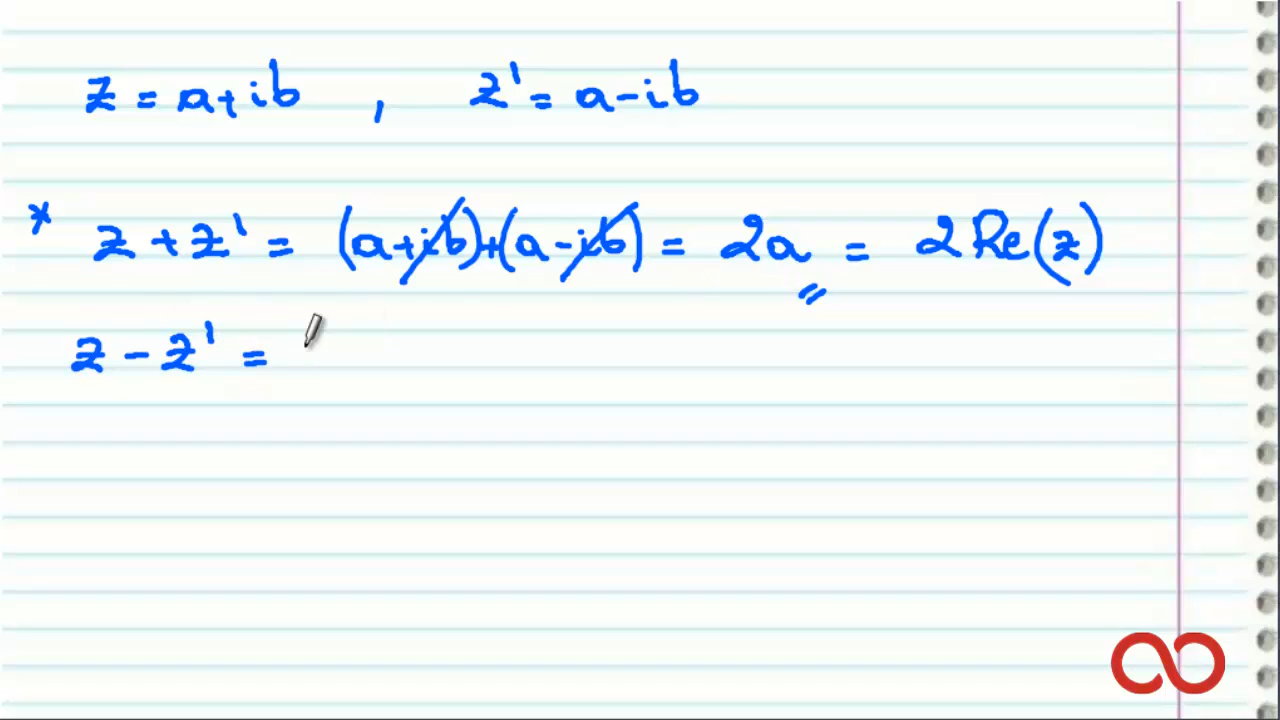 z = a+ib , z' = a-ib
* z + z' = (a+ib)+(a-ib) = 2a = 2Re(z)
z - z' =